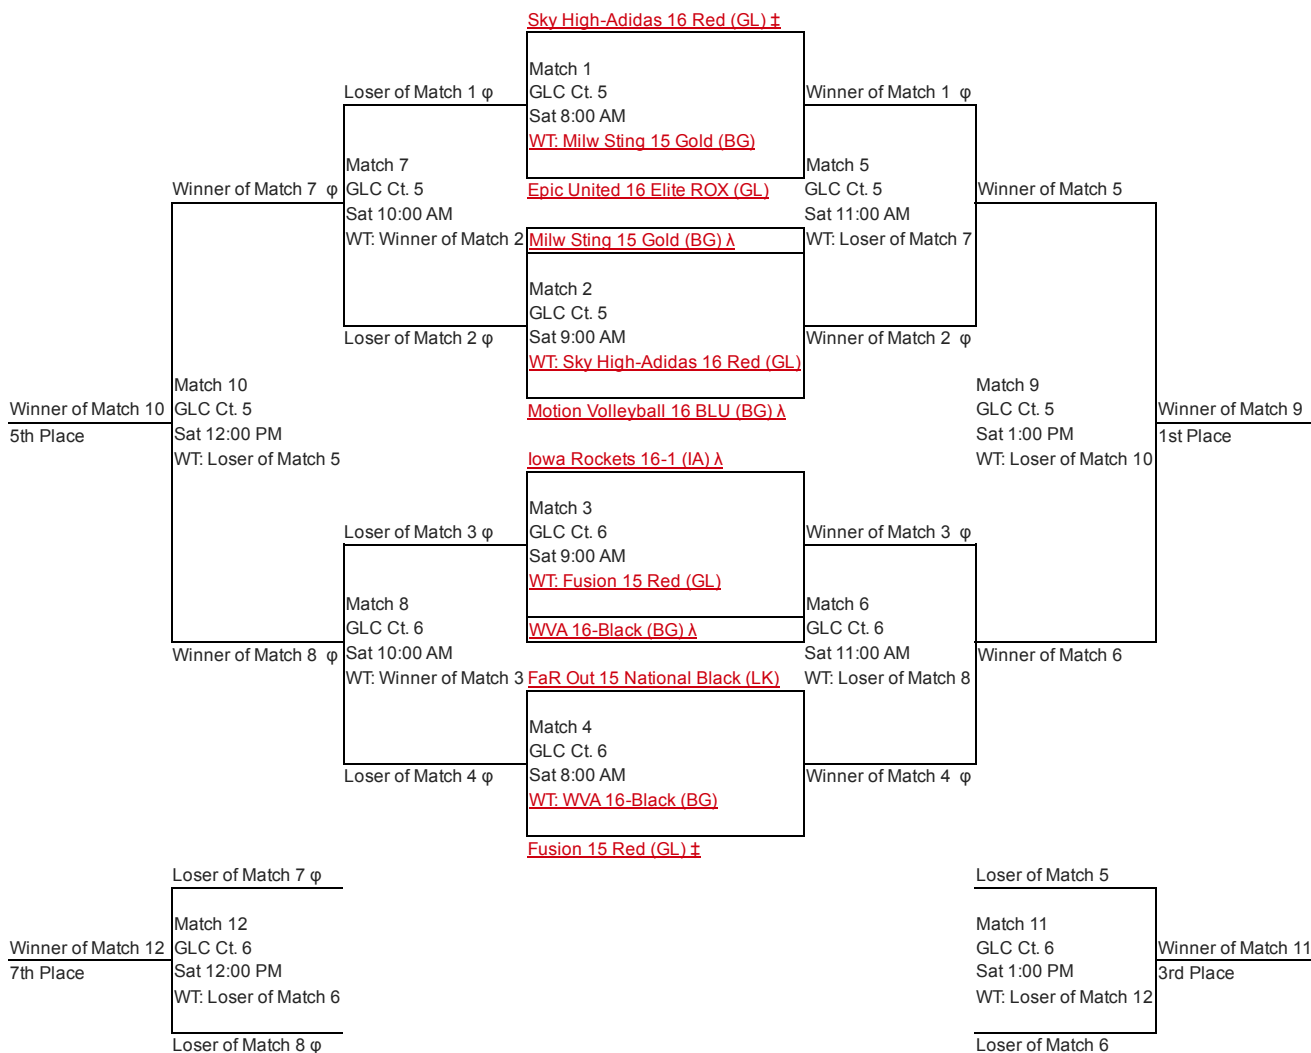 Sky High-Adidas 16 Red (GL) ‡
Match 1
GLC Ct. 5
Sat 8:00 AM
WT: Milw Sting 15 Gold (BG)
Epic United 16 Elite ROX (GL)
Milw Sting 15 Gold (BG) λ
Match 2
GLC Ct. 5
Sat 9:00 AM
WT: Sky High-Adidas 16 Red (GL)
Motion Volleyball 16 BLU (BG) λ
Iowa Rockets 16-1 (IA) λ
Match 3
GLC Ct. 6
Sat 9:00 AM
WT: Fusion 15 Red (GL)
WVA 16-Black (BG) λ
FaR Out 15 National Black (LK)
Match 4
GLC Ct. 6
Sat 8:00 AM
WT: WVA 16-Black (BG)
Fusion 15 Red (GL) ‡
Loser of Match 1 φ
Match 7
GLC Ct. 5
Sat 10:00 AM
WT: Winner of Match 2
Loser of Match 2 φ
Loser of Match 3 φ
Match 8
GLC Ct. 6
Sat 10:00 AM
WT: Winner of Match 3
Loser of Match 4 φ
Winner of Match 7 φ
Match 10
GLC Ct. 5
Sat 12:00 PM
WT: Loser of Match 5
Winner of Match 8 φ
Winner of Match 10
5th Place
Winner of Match 1 φ
Match 5
GLC Ct. 5
Sat 11:00 AM
WT: Loser of Match 7
Winner of Match 2 φ
Winner of Match 3 φ
Match 6
GLC Ct. 6
Sat 11:00 AM
WT: Loser of Match 8
Winner of Match 4 φ
Winner of Match 5
Match 9
GLC Ct. 5
Sat 1:00 PM
WT: Loser of Match 10
Winner of Match 6
Winner of Match 9
1st Place
Loser of Match 7 φ
Match 12
GLC Ct. 6
Sat 12:00 PM
WT: Loser of Match 6
Loser of Match 8 φ
Winner of Match 12
7th Place
Loser of Match 5
Match 11
GLC Ct. 6
Sat 1:00 PM
WT: Loser of Match 12
Loser of Match 6
Winner of Match 11
3rd Place